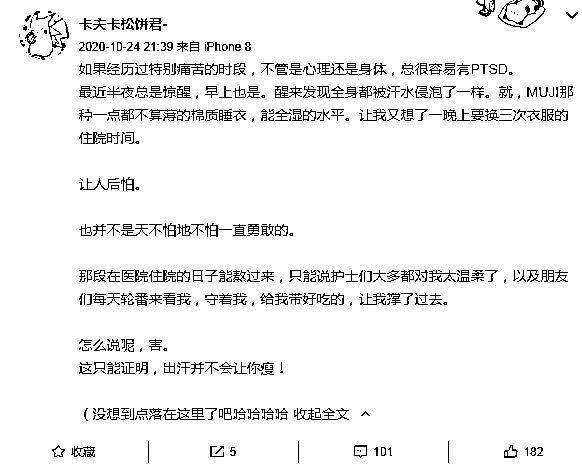 卡夫卡松饼君-
2020-10-24 21:39 来自 iPhone 8
如果经历过特别痛苦的时段，不管是心理还是身体，总很容易有PTSD。
最近半夜总是惊醒，早上也是。醒来发现全身都被汗水侵泡了一样。就，MUJI那
种一点都不算薄的棉质睡衣，能全湿的水平。让我又想了一晚上要换三次衣服的
住院时间。
让人后怕。
也并不是天不怕地不怕一直勇敢的。
那段在医院住院的日子能熬过来，只能说护士们大多都对我太温柔了，以及朋友
们每天轮番来看我，守着我，给我带好吃的，让我撑了过去。
怎么说呢，害。
这只能证明，出汗并不会让你瘦！
（没想到点落在这里了吧哈哈哈哈 收起全文
收藏 5 101 182